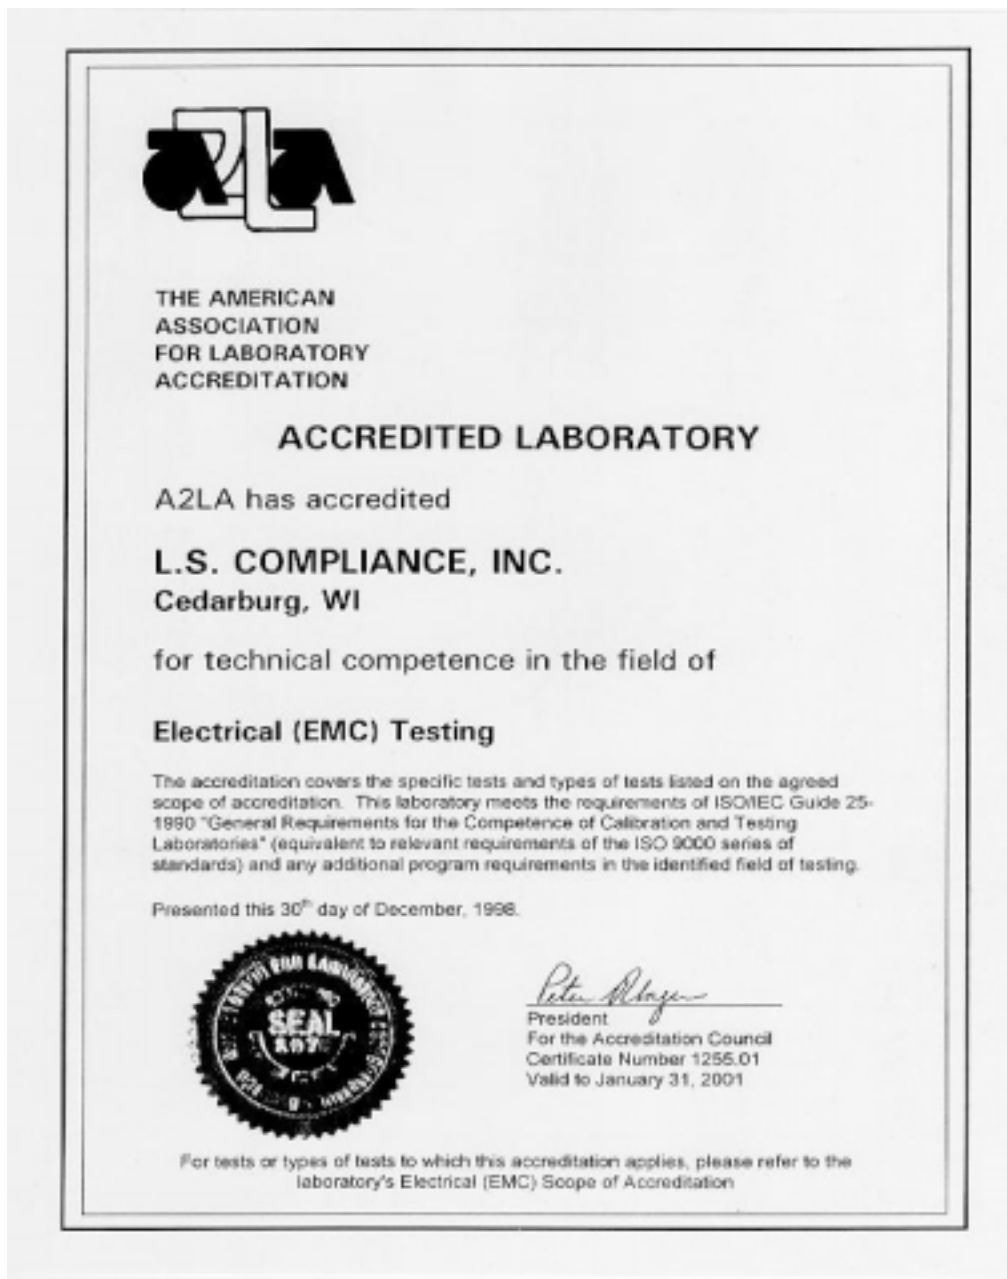 A2LA
THE AMERICAN
ASSOCIATION
FOR LABORATORY
ACCREDITATION
ACCREDITED LABORATORY
A2LA has accredited
L.S. COMPLIANCE, INC.
Cedarburg, WI
for technical competence in the field of
Electrical (EMC) Testing
The accreditation covers the specific tests and types of tests listed on the agreed
scope of accreditation. This laboratory meets the requirements of ISO/IEC Guide 25-
1990 "General Requirements for the Competence of Calibration and Testing
Laboratories" (equivalent to relevant requirements of the ISO 9000 series of
standards) and any additional program requirements in the identified field of testing.
Presented this 30th day of December, 1998.
SEAL
Peter
President
For the Accreditation Council
Certificate Number 1255.01
Valid to January 31, 2001
For tests or types of tests to which this accreditation applies, please refer to the
laboratory's Electrical (EMC) Scope of Accreditation